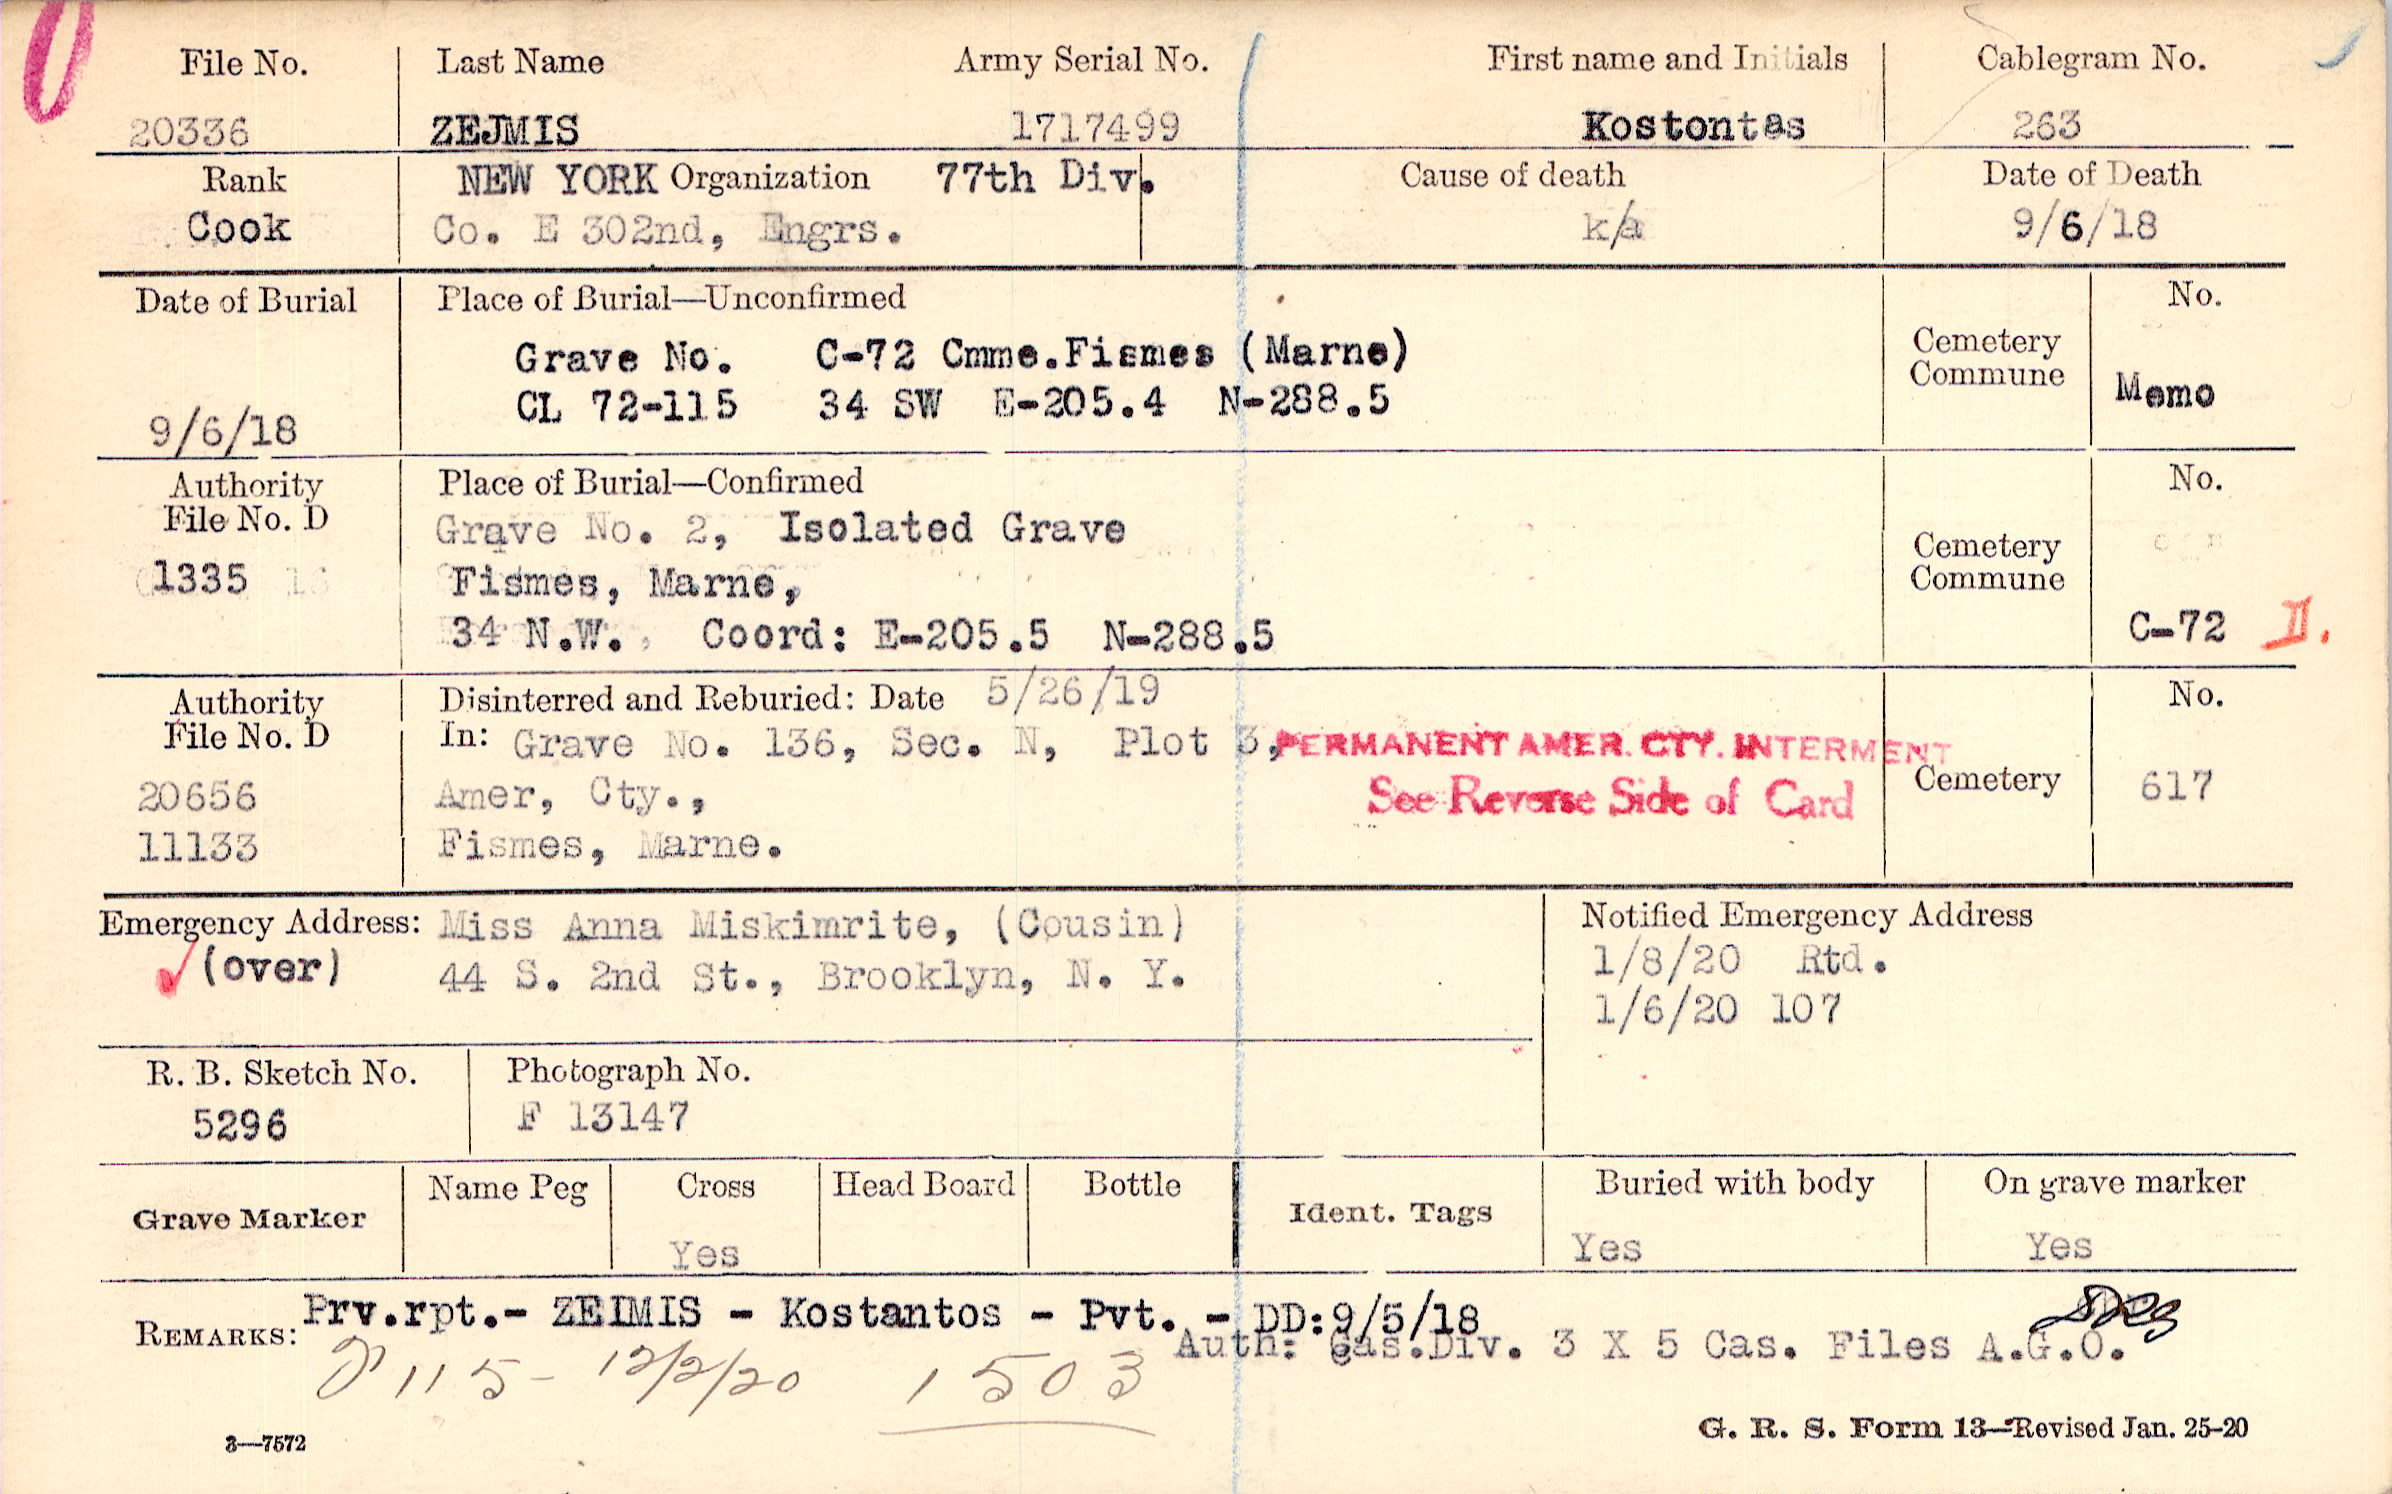 File No. Last Name Army Serial No. First name and Initials Cablegram No.
20336 ZEJMIS 1717499 Kostontas 263
Rank NEW YORK Organization 77th Div. Cause of death Date of Death
Cook Co. E 302nd, Engrs. k/a 9/6/18
Date of Burial Place of Burial—Unconfirmed No.
Grave No. C-72 Cmme.Fismes (Marne) Cemetery
Commune Memo
CL 72-115 34 SW E-205.4 N-288.5
9/6/18
Authority Place of Burial—Confirmed No.
File No. D Grave No. 2, Isolated Grave Cemetery
1335 Fismes, Marne, Commune
34 N.W. Coord: E-205.5 N-288.5 C-72 II.
Authority Disinterred and Reburied: Date 5/26/19 No.
File No. D In: Grave No. 136, Sec. N, Plot 3, PERMANENT AMER. CTY. INTERMENT
20656 Amer, Cty., See Reverse Side of Card Cemetery 617
11133 Fismes, Marne.
Emergency Address: Miss Anna Miskimrite, (Cousin) Notified Emergency Address
(over) 44 S. 2nd St., Brooklyn, N. Y. 1/8/20 Rtd.
1/6/20 107
R. B. Sketch No. Photograph No.
5296 F 13147
Grave Marker Name Peg Cross Head Board Bottle Ident. Tags Buried with body On grave marker
Yes Yes Yes
REMARKS: Prv.rpt.- ZEIMIS - Kostantos - Pvt. - DD:9/5/18
Auth: Cas.Div. 3 X 5 Cas. Files A.G.O.
115- 12/2/20 1503
3—7572 G. R. S. Form 13—Revised Jan. 25-20